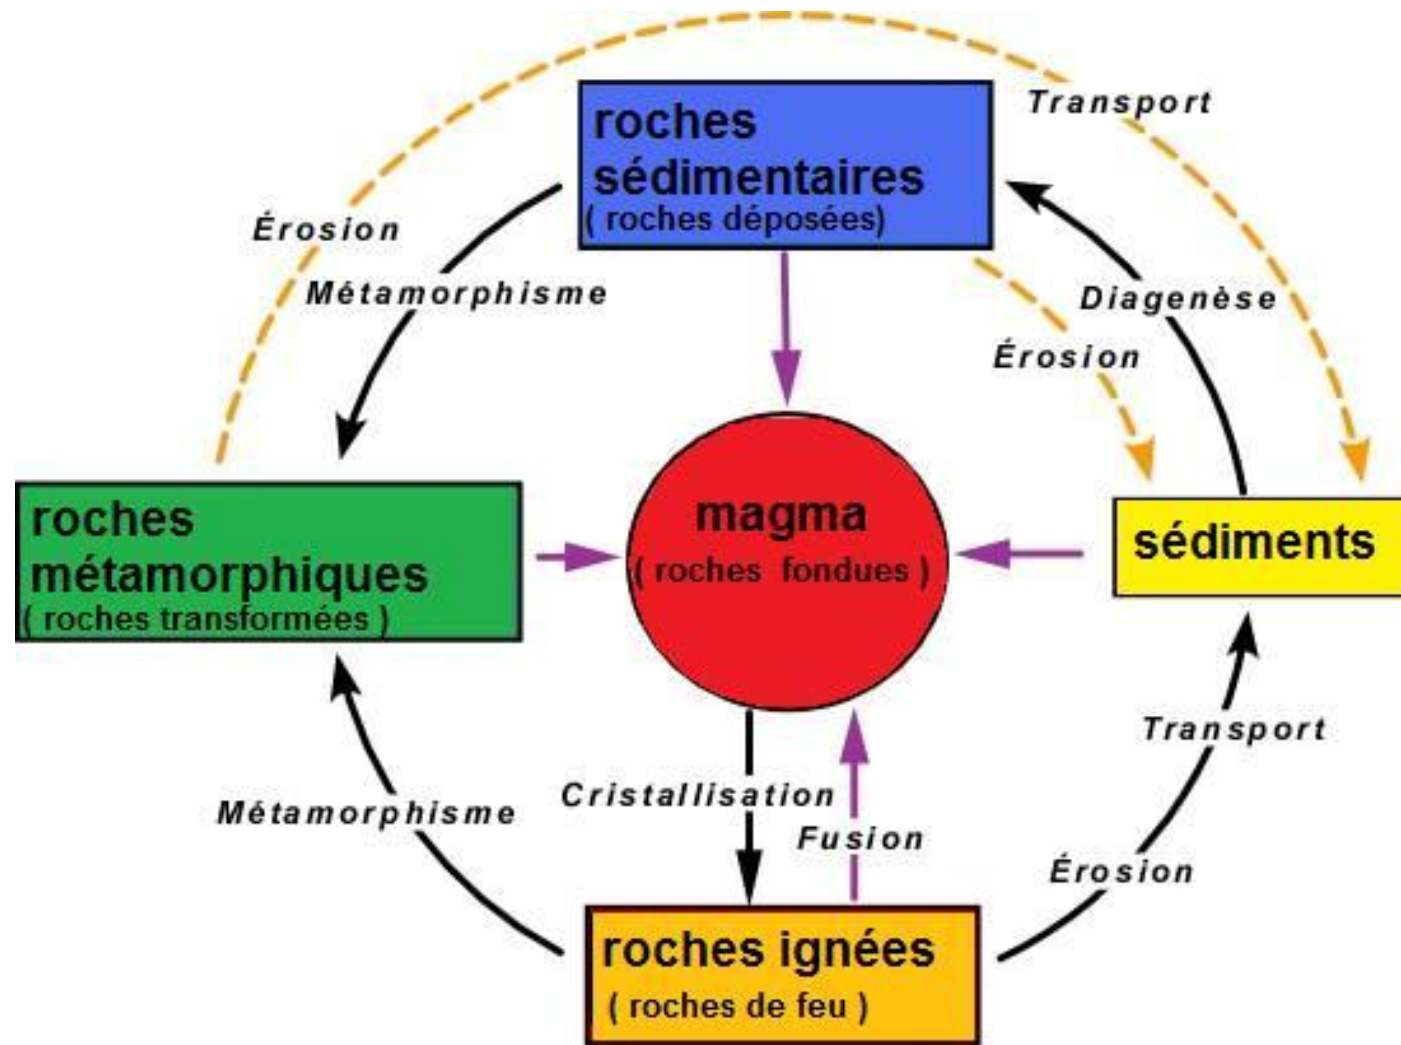 Transport
roches
sédimentaires
( roches déposées)
Érosion
Métamorphisme
Diagenèse
Érosion
roches
métamorphiques
( roches transformées )
magma
( roches fondues )
sédiments
Transport
Métamorphisme
Cristallisation
Fusion
Érosion
roches ignées
( roches de feu )